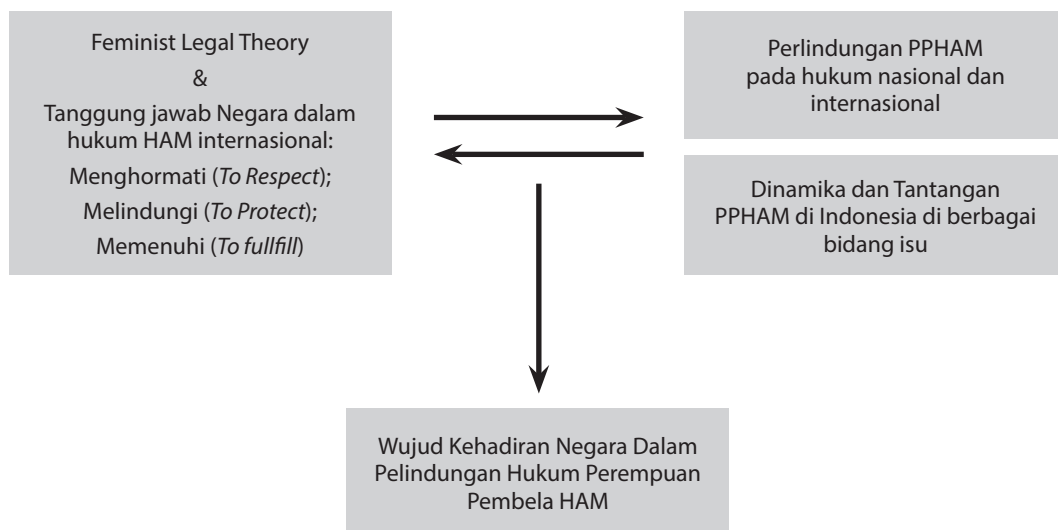 Feminist Legal Theory
&
Tanggung jawab Negara dalam
hukum HAM internasional:
Menghormati (To Respect);
Melindungi (To Protect);
Memenuhi (To fullfill)
Perlindungan PPHAM
pada hukum nasional dan
internasional
Dinamika dan Tantangan
PPHAM di Indonesia di berbagai
bidang isu
Wujud Kehadiran Negara Dalam
Pelindungan Hukum Perempuan
Pembela HAM